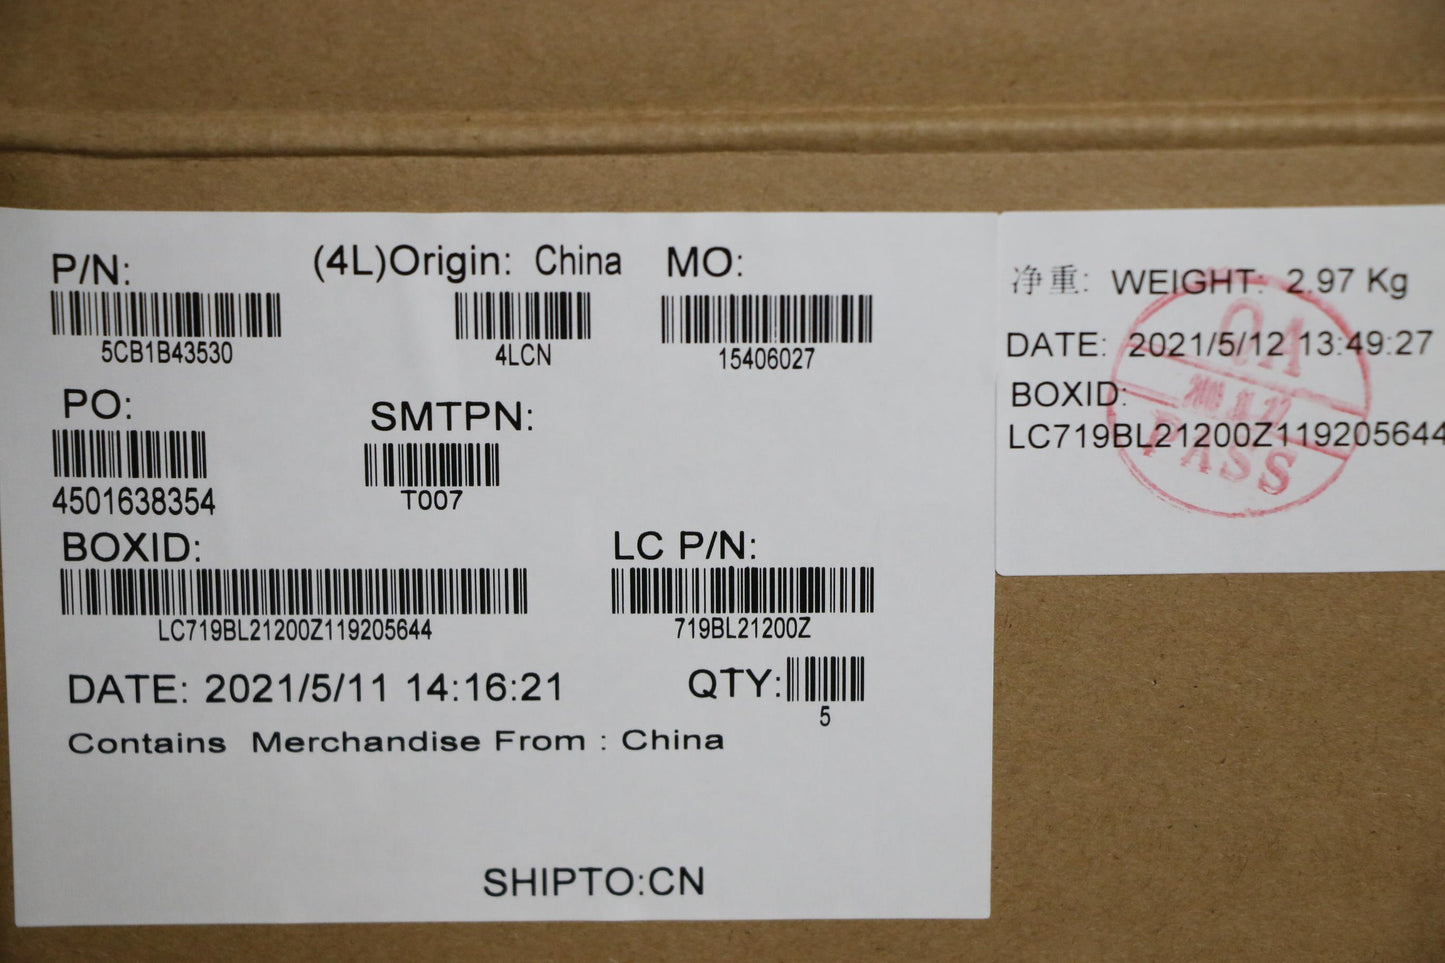 P/N:
(4L)Origin: China
MO:
5CB1B43530
4LCN
15406027
PO:
SMTPN:
4501638354
T007
BOXID:
LC P/N:
LC719BL21200Z119205644
719BL21200Z
DATE: 2021/5/11 14:16:21
QTY:
5
Contains Merchandise From : China
SHIPTO:CN
净重: WEIGHT: 2.97 Kg
DATE: 2021/5/12 13:49:27
BOXID:
LC719BL21200Z119205644
QA
PASS